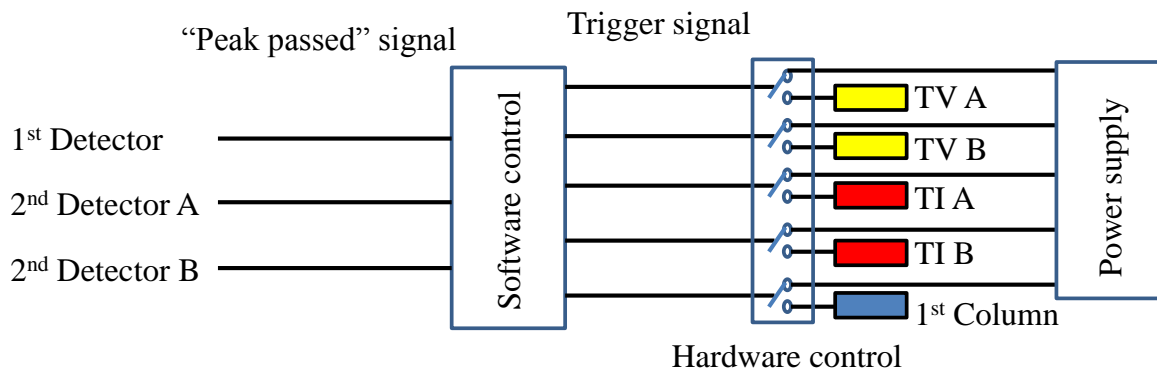 “Peak passed” signal
Trigger signal
1st Detector
2nd Detector A
2nd Detector B
Software control
TV A
TV B
TI A
TI B
1st Column
Power supply
Hardware control